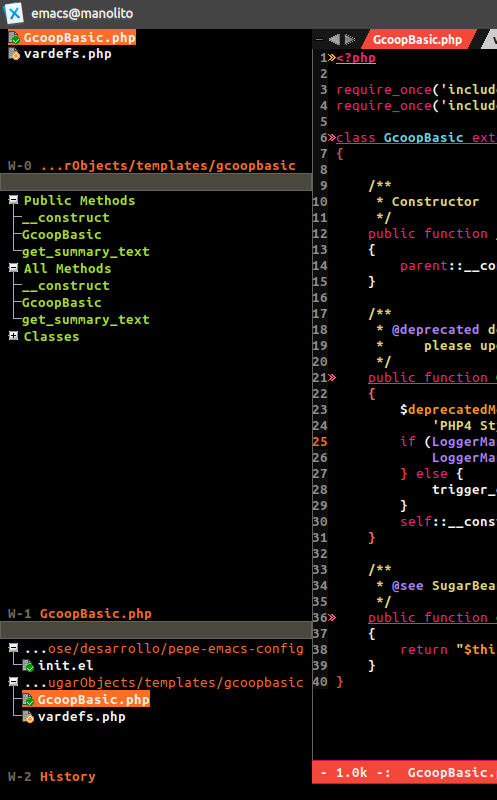 emacs@manolito
GcoopBasic.php
vardefs.php
W-0 ...rObjects/templates/gcoopbasic
Public Methods
__construct
GcoopBasic
get_summary_text
All Methods
__construct
GcoopBasic
get_summary_text
Classes
W-1 GcoopBasic.php
...ose/desarrollo/pepe-emacs-config
init.el
...ugarObjects/templates/gcoopbasic
GcoopBasic.php
vardefs.php
W-2 History
GcoopBasic.php
1 <?php
2
3 require_once('include
4 require_once('include
5
6 class GcoopBasic exte
7 {
8
9 /**
10 * Constructor
11 */
12 public function
13 {
14 parent::__co
15 }
16
17 /**
18 * @deprecated de
19 * please upd
20 */
21 public function
22 {
23 $deprecatedM
24 'PHP4 St
25 if (LoggerMa
26 LoggerMa
27 } else {
28 trigger_
29 }
30 self::__cons
31 }
32
33 /**
34 * @see SugarBea
35 */
36 public function
37 {
38 return "$thi
39 }
40 }
- 1.0k -: GcoopBasic.